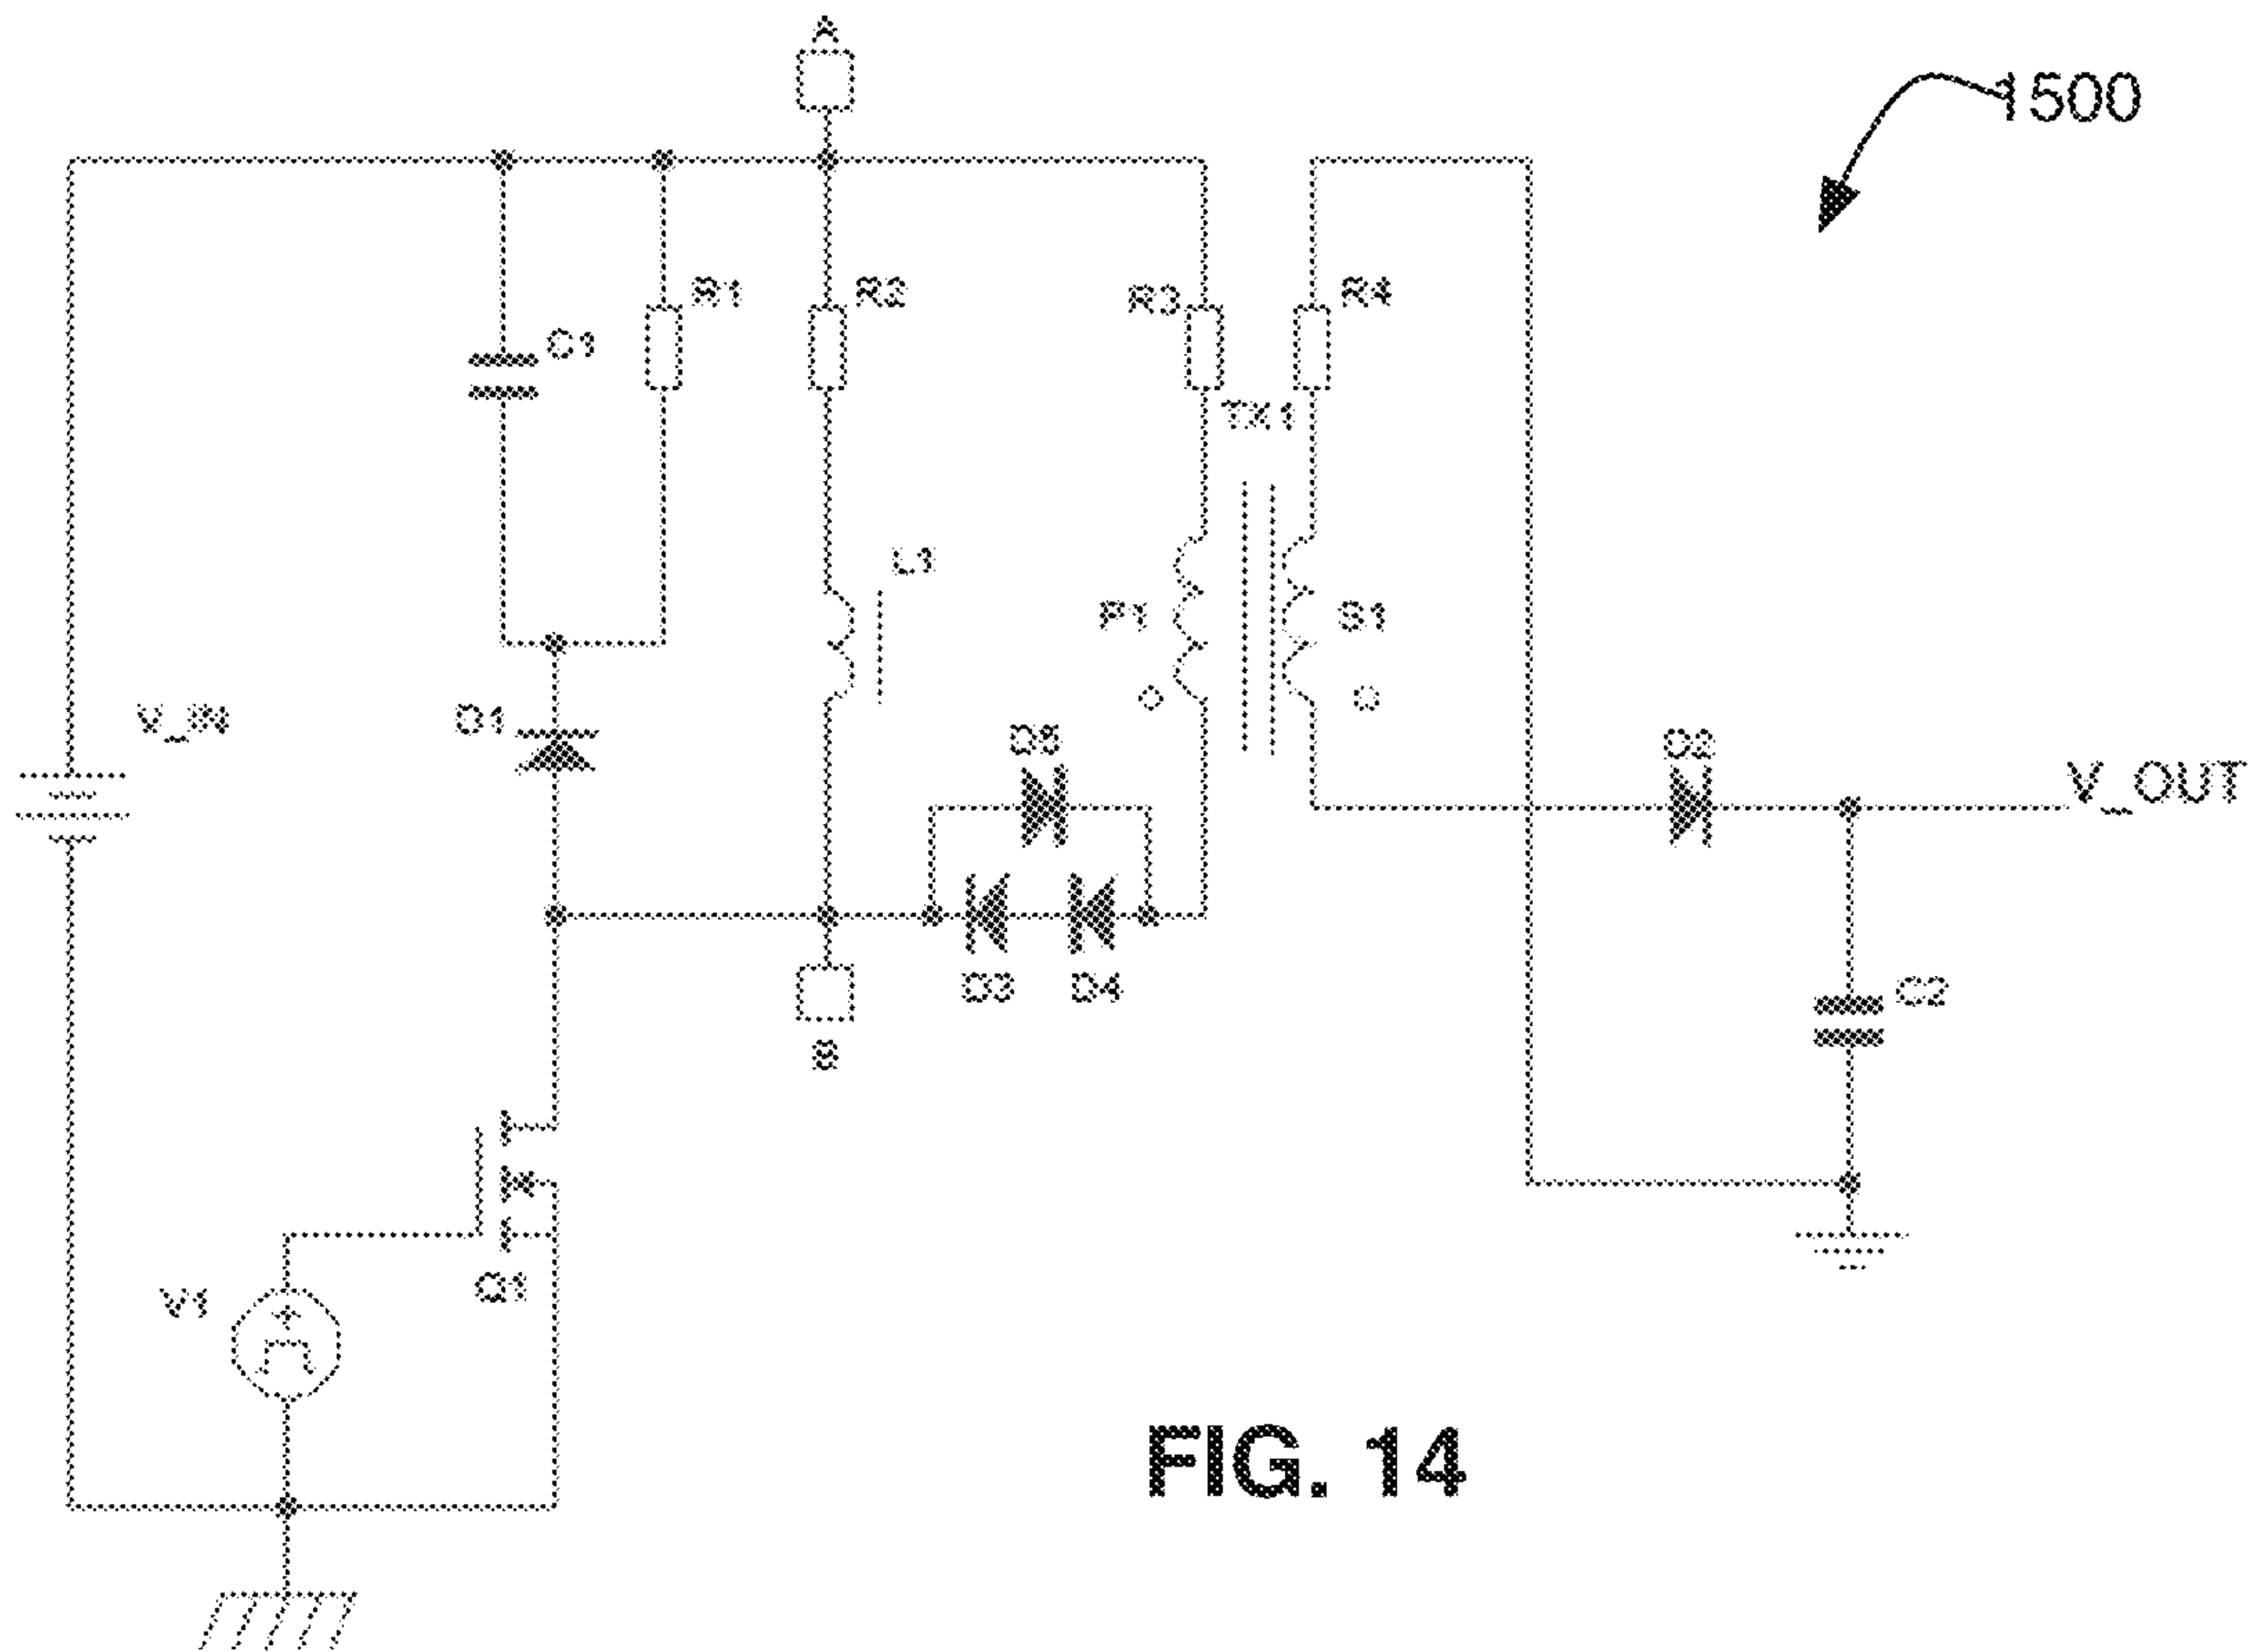 A
1500
R1
R2
R3
R4
C1
TX1
L1
P1
S1
V_IN
D1
D5
D2
V_OUT
D3
D4
C2
B
Q1
V1
+
FIG. 14